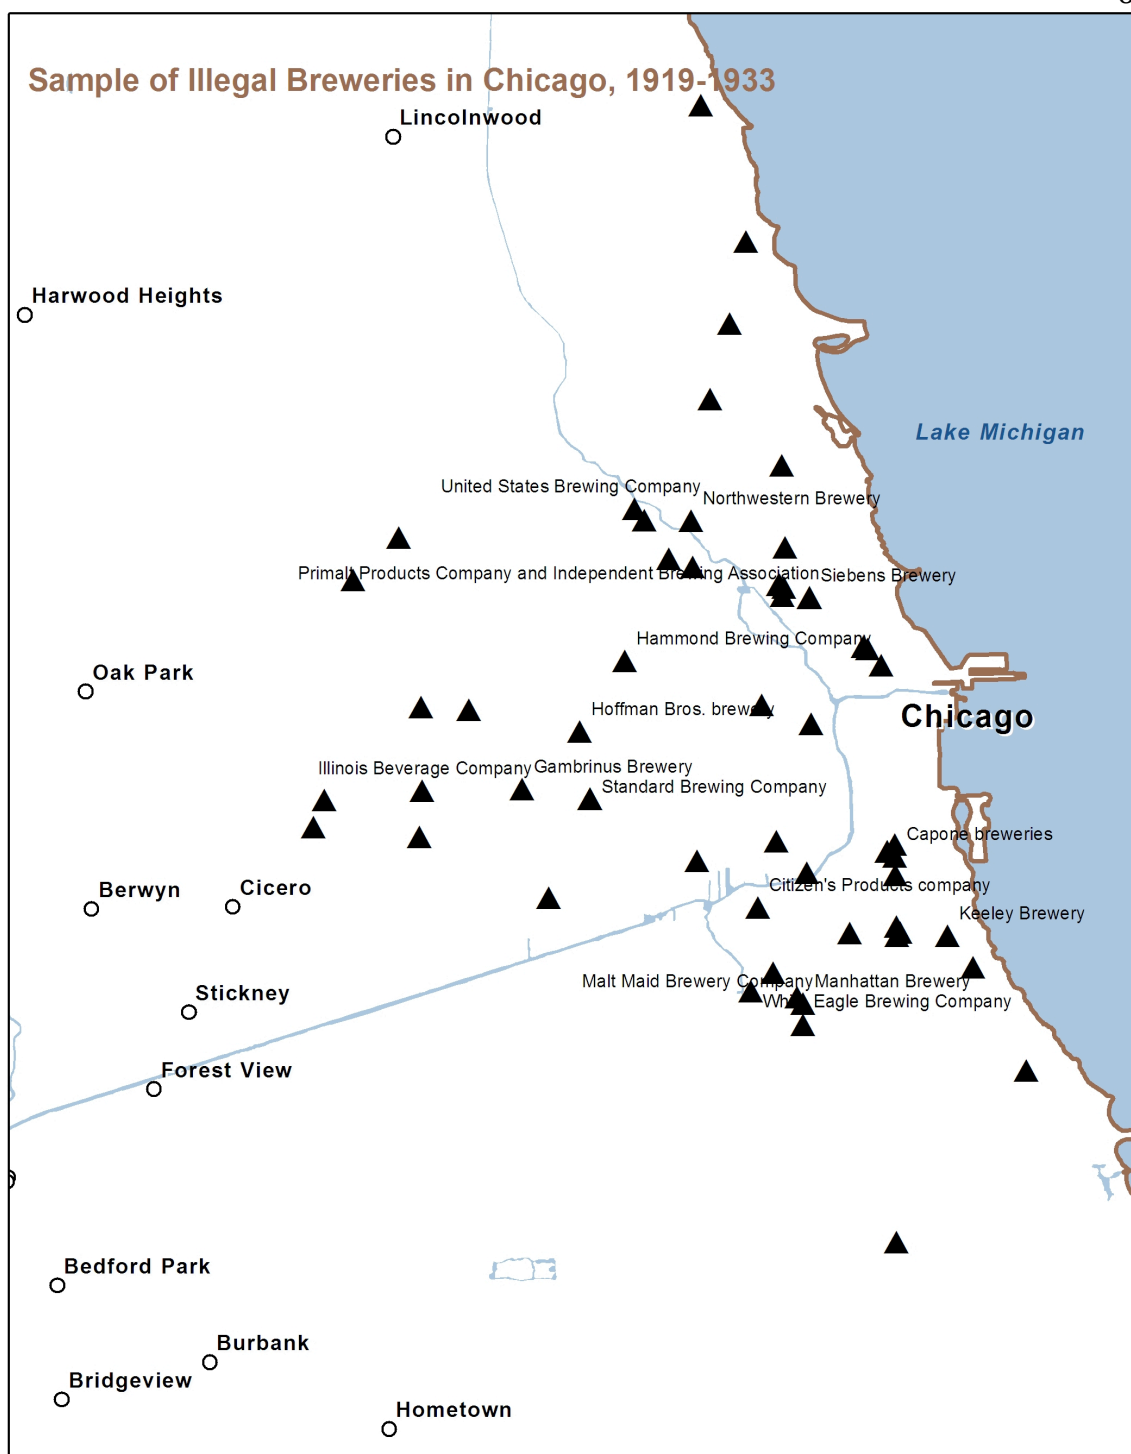 Sample of Illegal Breweries in Chicago, 1919-1933
Lincolnwood
Harwood Heights
Lake Michigan
United States Brewing Company
Northwestern Brewery
Primalt Products Company and Independent Brewing Association
Siebens Brewery
Hammond Brewing Company
Oak Park
Hoffman Bros. brewery
Chicago
Illinois Beverage Company
Gambrinus Brewery
Standard Brewing Company
Capone breweries
Berwyn
Cicero
Citizen's Products company
Keeley Brewery
Malt Maid Brewery Company
Manhattan Brewery
Stickney
White Eagle Brewing Company
Forest View
Bedford Park
Burbank
Bridgeview
Hometown